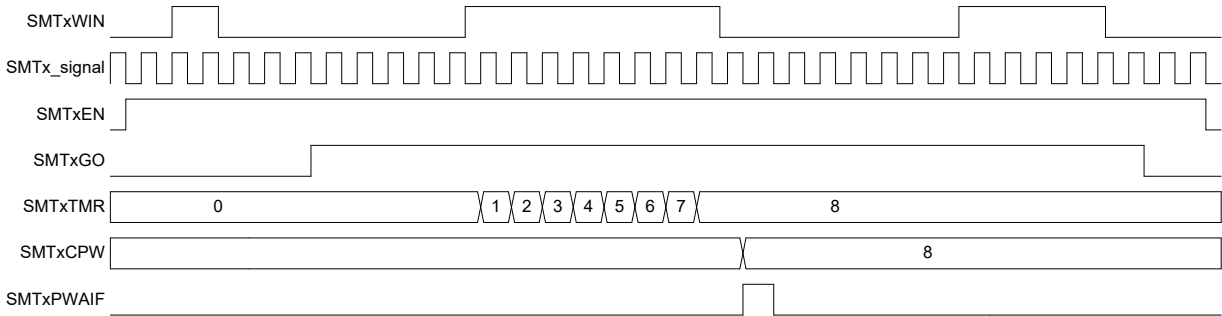 SMTxWIN
SMTx_signal
SMTxEN
SMTxGO
SMTxTMR 0 1 2 3 4 5 6 7 8
SMTxCPW 8
SMTxPWAIF